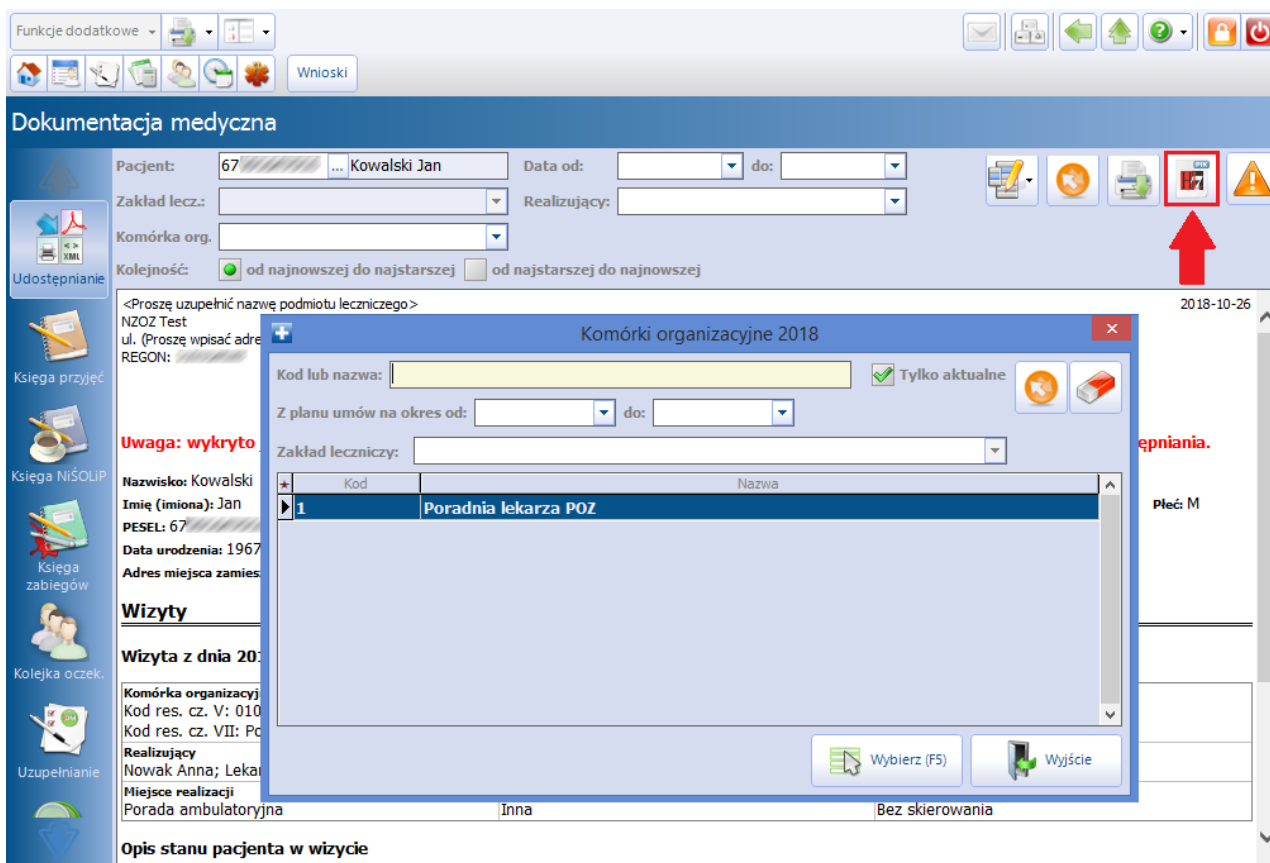 Funkcje dodatkowe
Wnioski
Dokumentacja medyczna
Pacjent: 67 ... Kowalski Jan Data od: do:
Zakład lecz.: Realizujący:
Komórka org.
Kolejność: od najnowszej do najstarszej od najstarszej do najnowszej
Udostępnianie
Księga przyjęć
Księga NiŚOLiP
Księga
zabiegów
Kolejka oczek.
Uzupełnianie
<Proszę uzupełnić nazwę podmiotu leczniczego> 2018-10-26
NZOZ Test
ul. (Proszę wpisać adre
REGON:
Uwaga: wykryto ępniania.
Nazwisko: Kowalski
Imię (imiona): Jan Płeć: M
PESEL: 67
Data urodzenia: 1967
Adres miejsca zamies
Wizyty
Wizyta z dnia 20
Komórka organizacyj
Kod res. cz. V: 010
Kod res. cz. VII: Po
Realizujący
Nowak Anna; Lekar
Miejsce realizacji
Porada ambulatoryjna Inna Bez skierowania
Opis stanu pacjenta w wizycie
Komórki organizacyjne 2018
Kod lub nazwa: Tylko aktualne
Z planu umów na okres od: do:
Zakład leczniczy:
Kod Nazwa
1 Poradnia lekarza POZ
Wybierz (F5) Wyjście